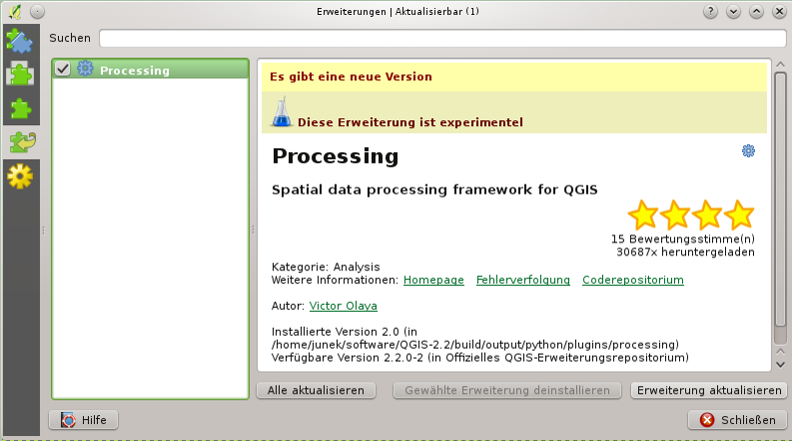 Erweiterungen | Aktualisierbar (1)
Suchen
Processing
Es gibt eine neue Version
Diese Erweiterung ist experimentel
Processing
Spatial data processing framework for QGIS
15 Bewertungsstimme(n)
30687x heruntergeladen
Kategorie: Analysis
Weitere Informationen: Homepage Fehlerverfolgung Coderepositorium
Autor: Victor Olaya
Installierte Version 2.0 (in
/home/junek/software/QGIS-2.2/build/output/python/plugins/processing)
Verfügbare Version 2.2.0-2 (in Offizielles QGIS-Erweiterungsrepositorium)
Alle aktualisieren Gewählte Erweiterung deinstallieren Erweiterung aktualisieren
Hilfe Schließen